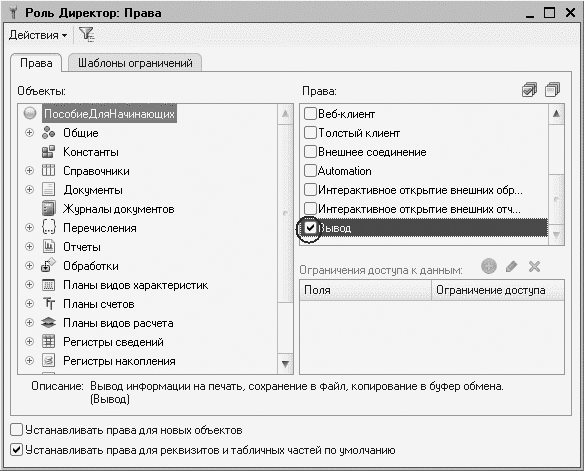 Роль Директор: Права
Действия
Права
Шаблоны ограничений
Объекты:
ПособиеДляНачинающих
Общие
Константы
Справочники
Документы
Журналы документов
Перечисления
Отчеты
Обработки
Планы видов характеристик
Планы счетов
Планы видов расчета
Регистры сведений
Регистры накопления
Права:
Веб-клиент
Толстый клиент
Внешнее соединение
Automation
Интерактивное открытие внешних обр...
Интерактивное открытие внешних отч...
Вывод
Ограничения доступа к данным:
Поля
Ограничение доступа
Описание: Вывод информации на печать, сохранение в файл, копирование в буфер обмена.
(Вывод)
Устанавливать права для новых объектов
Устанавливать права для реквизитов и табличных частей по умолчанию